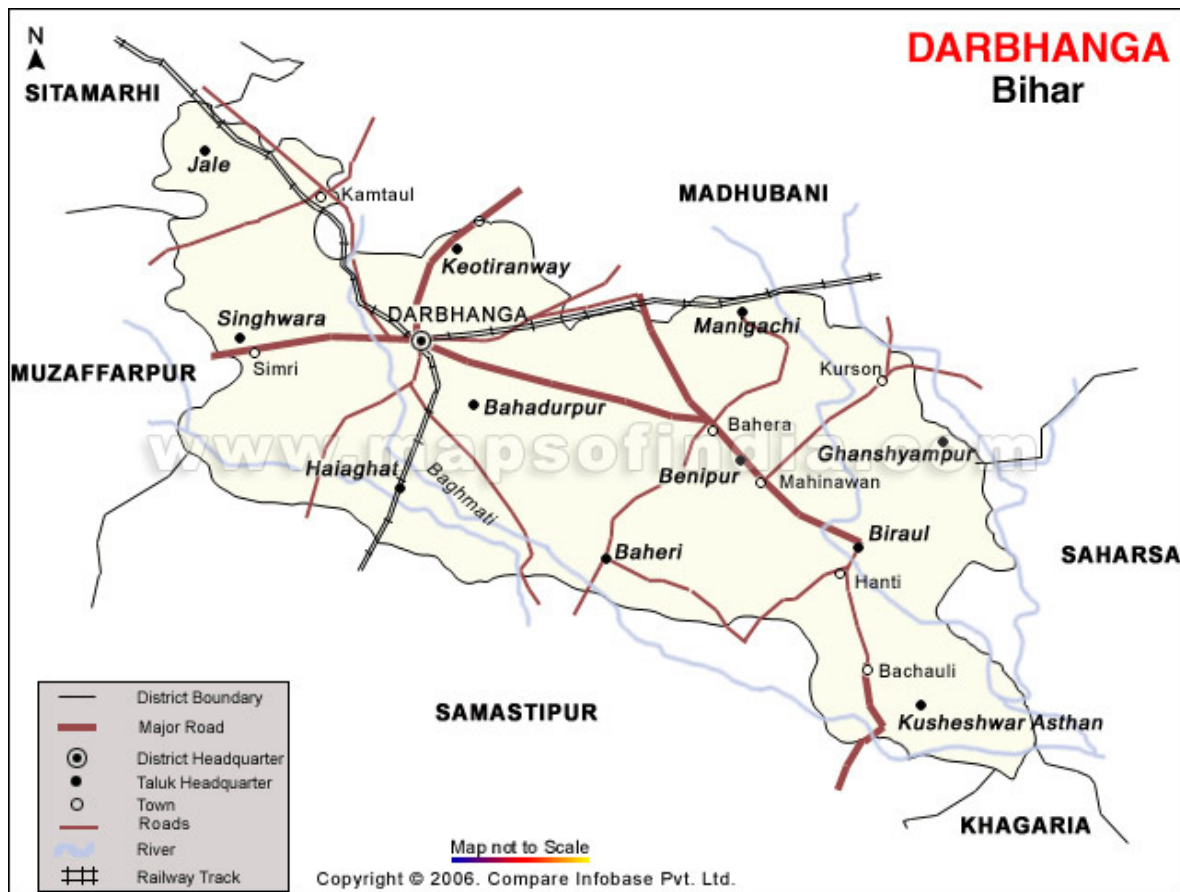 DARBHANGA
Bihar
N
SITAMARHI
Jale
Kamtaul
MADHUBANI
Keotiranway
DARBHANGA
Singhwara
Manigachi
MUZAFFARPUR
Simri
Kurson
Bahadurpur
Bahera
www.mapsofindia.com
Ghanshyampur
Haiaghat
Baghmati
Benipur
Mahinawan
Biraul
Baheri
SAHARSA
Hanti
Bachauli
SAMASTIPUR
Kusheshwar Asthan
KHAGARIA
District Boundary
Major Road
District Headquarter
Taluk Headquarter
Town
Roads
River
Railway Track
Map not to Scale
Copyright © 2006. Compare Infobase Pvt. Ltd.